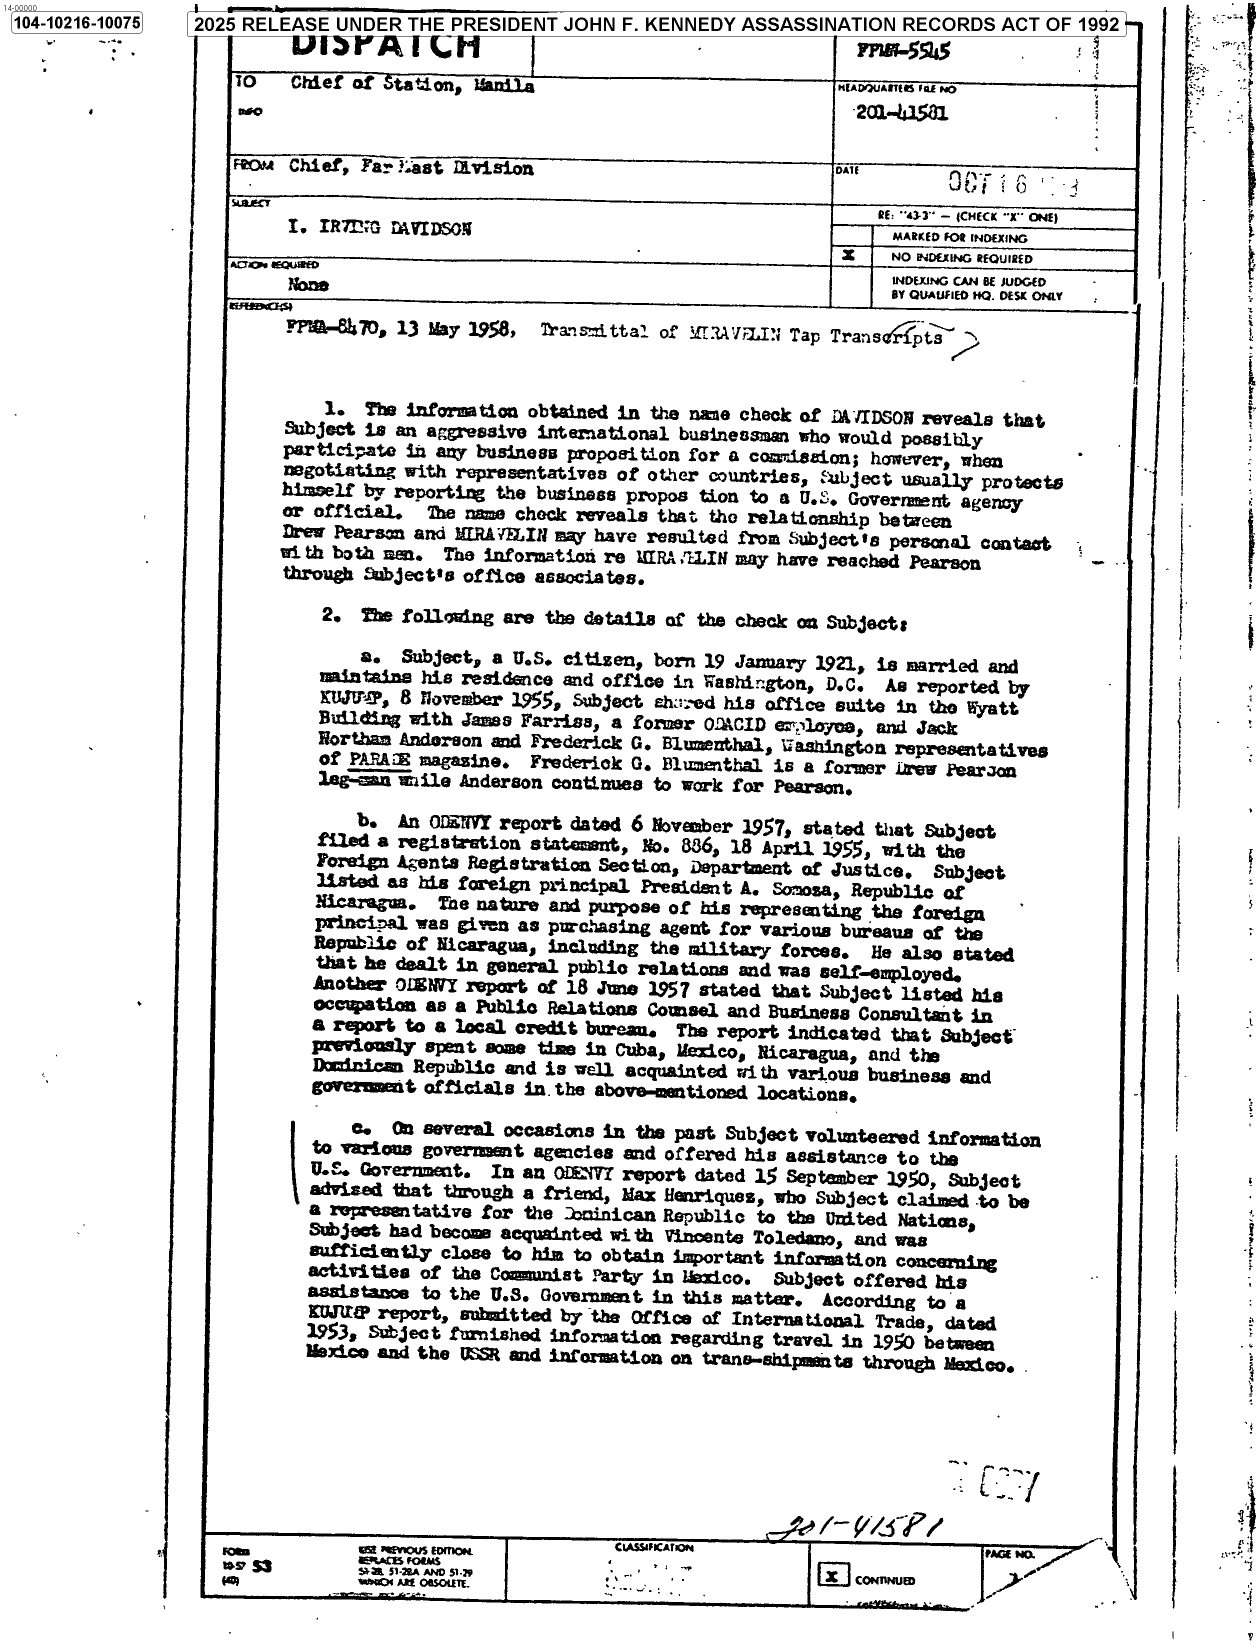 14-00000
104-10216-10075
2025 RELEASE UNDER THE PRESIDENT JOHN F. KENNEDY ASSASSINATION RECORDS ACT OF 1992
DISPATCH
5545
TO Chief of Station, Manila
HEADQUARTERS FILE NO
201-41581
INFO
FROM Chief, Far East Division
DATE
OCT 16
SUBJECT
I. IRVING DAVIDSON
RE: "43-3" — (CHECK "X" ONE)
MARKED FOR INDEXING
X NO INDEXING REQUIRED
INDEXING CAN BE JUDGED
BY QUALIFIED HQ. DESK ONLY
ACTION REQUIRED
None
REFERENCE(S)
FPMA-8470, 13 May 1958, Transmittal of MIRAVELIN Tap Transcripts
1. The information obtained in the name check of DAVIDSON reveals that
Subject is an aggressive international businessman who would possibly
participate in any business proposition for a commission; however, when
negotiating with representatives of other countries, Subject usually protects
himself by reporting the business propos tion to a U.S. Government agency
or official. The name check reveals that the relationship between
Drew Pearson and MIRAVELIN may have resulted from Subject's personal contact
with both men. The information re MIRAVELIN may have reached Pearson
through Subject's office associates.
2. The following are the details of the check on Subject:
a. Subject, a U.S. citizen, born 19 January 1921, is married and
maintains his residence and office in Washington, D.C. As reported by
KUJUMP, 8 November 1955, Subject shared his office suite in the Wyatt
Building with James Farriss, a former ODACID employee, and Jack
Northam Anderson and Frederick G. Blumenthal, Washington representatives
of PARADE magazine. Frederick G. Blumenthal is a former Drew Pearson
leg-man while Anderson continues to work for Pearson.
b. An ODENVY report dated 6 November 1957, stated that Subject
filed a registration statement, No. 886, 18 April 1955, with the
Foreign Agents Registration Section, Department of Justice. Subject
listed as his foreign principal President A. Somosa, Republic of
Nicaragua. The nature and purpose of his representing the foreign
principal was given as purchasing agent for various bureaus of the
Republic of Nicaragua, including the military forces. He also stated
that he dealt in general public relations and was self-employed.
Another ODENVY report of 18 June 1957 stated that Subject listed his
occupation as a Public Relations Counsel and Business Consultant in
a report to a local credit bureau. The report indicated that Subject
previously spent some time in Cuba, Mexico, Nicaragua, and the
Dominican Republic and is well acquainted with various business and
government officials in the above-mentioned locations.
c. On several occasions in the past Subject volunteered information
to various government agencies and offered his assistance to the
U.S. Government. In an ODENVY report dated 15 September 1950, Subject
advised that through a friend, Max Henriquez, who Subject claimed to be
a representative for the Dominican Republic to the United Nations,
Subject had become acquainted with Vincente Toledano, and was
sufficiently close to him to obtain important information concerning
activities of the Communist Party in Mexico. Subject offered his
assistance to the U.S. Government in this matter. According to a
KUJUMP report, submitted by the Office of International Trade, dated
1953, Subject furnished information regarding travel in 1950 between
Mexico and the USSR and information on trans-shipments through Mexico.
201-41581
FORM
10-57 53
(40)
USE PREVIOUS EDITION.
REPLACES FORMS
51-28, 51-28A AND 51-29
WHICH ARE OBSOLETE.
CLASSIFICATION
X CONTINUED
PAGE NO.